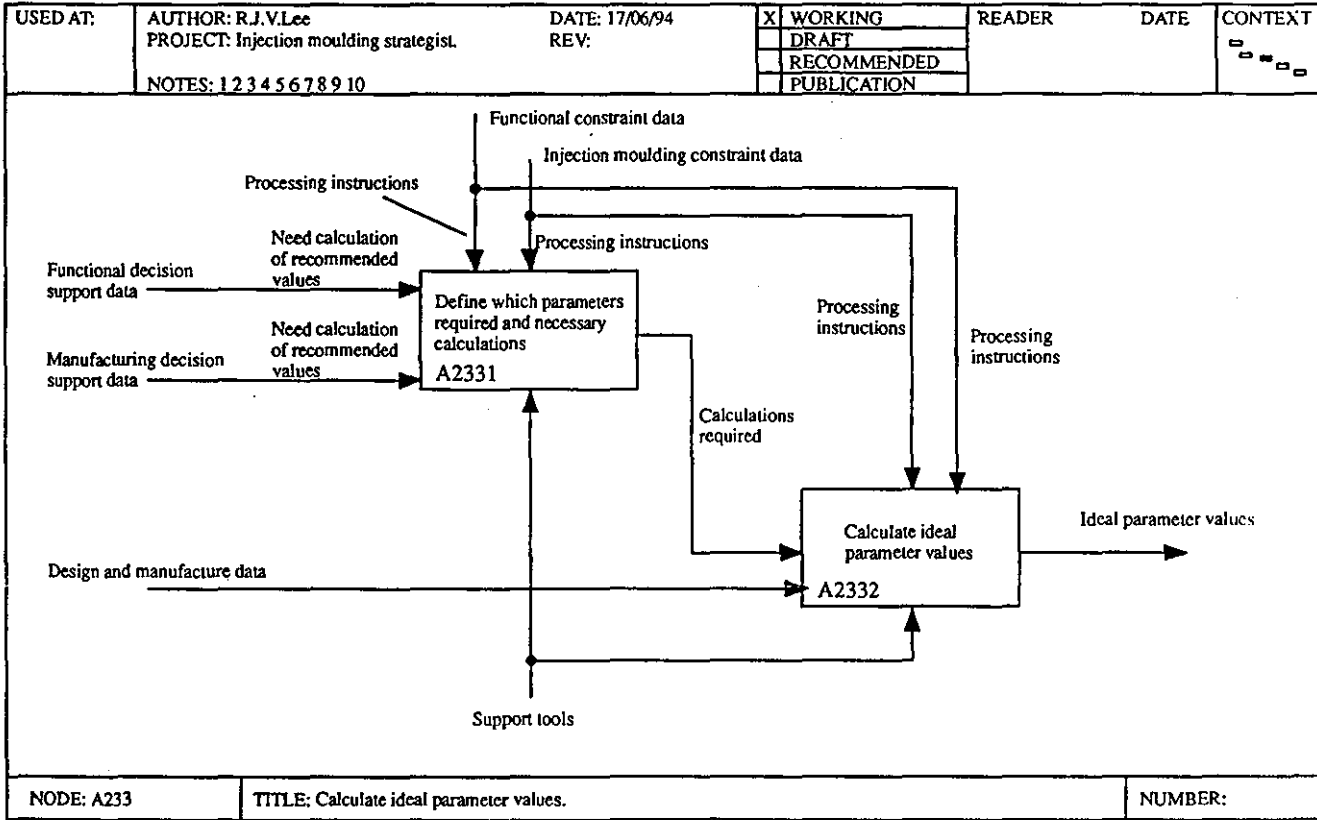 USED AT:
AUTHOR: R.J.V.Lee
DATE: 17/06/94
PROJECT: Injection moulding strategist.
REV:
NOTES: 1 2 3 4 5 6 7 8 9 10
X WORKING
DRAFT
RECOMMENDED
PUBLICATION
READER
DATE
CONTEXT
Functional constraint data
Injection moulding constraint data
Processing instructions
Processing instructions
Need calculation
of recommended
values
Functional decision
support data
Define which parameters
required and necessary
calculations
A2331
Need calculation
of recommended
values
Manufacturing decision
support data
Processing
instructions
Processing
instructions
Calculations
required
Calculate ideal
parameter values
A2332
Ideal parameter values
Design and manufacture data
Support tools
NODE: A233
TITLE: Calculate ideal parameter values.
NUMBER: